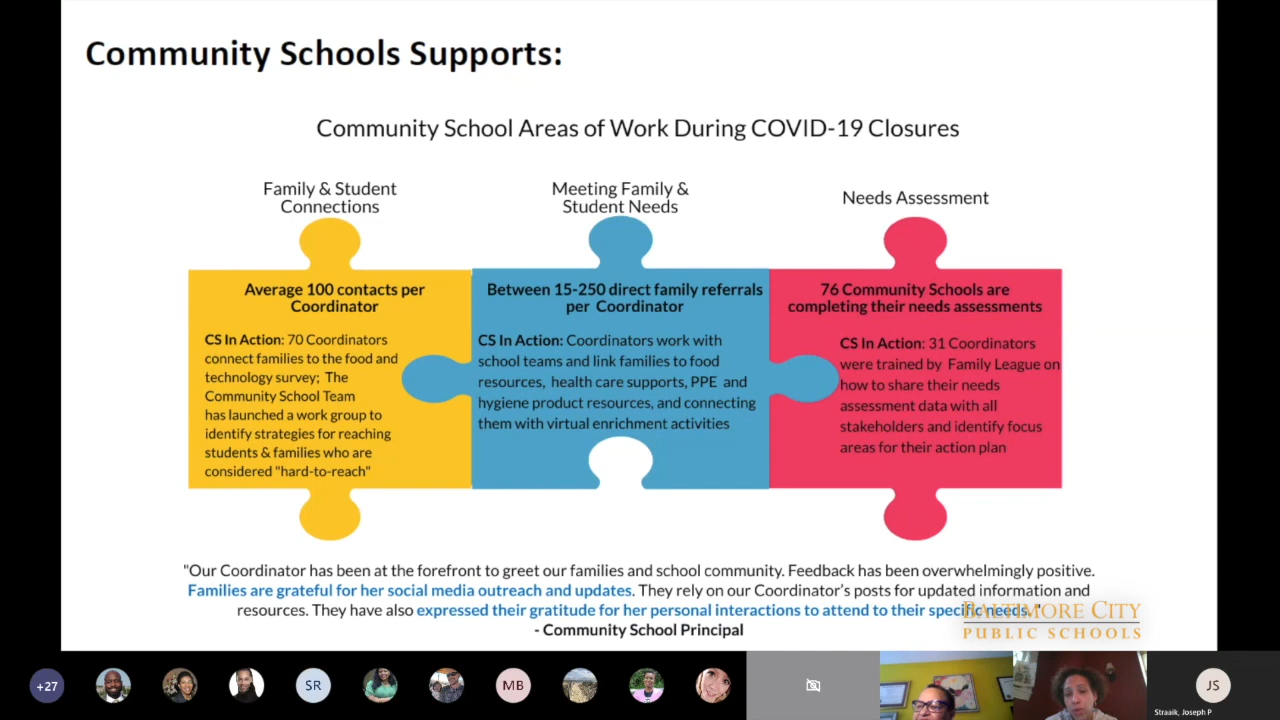 Community Schools Supports:
Community School Areas of Work During COVID-19 Closures
Family & Student
Connections
Meeting Family &
Student Needs
Needs Assessment
Average 100 contacts per
Coordinator
CS In Action: 70 Coordinators
connect families to the food and
technology survey; The
Community School Team
has launched a work group to
identify strategies for reaching
students & families who are
considered "hard-to-reach"
Between 15-250 direct family referrals
per Coordinator
CS In Action: Coordinators work with
school teams and link families to food
resources, health care supports, PPE and
hygiene product resources, and connecting
them with virtual enrichment activities
76 Community Schools are
completing their needs assessments
CS In Action: 31 Coordinators
were trained by Family League on
how to share their needs
assessment data with all
stakeholders and identify focus
areas for their action plan
"Our Coordinator has been at the forefront to greet our families and school community. Feedback has been overwhelmingly positive.
Families are grateful for her social media outreach and updates. They rely on our Coordinator's posts for updated information and
resources. They have also expressed their gratitude for her personal interactions to attend to their specific needs."
- Community School Principal
BALTIMORE CITY
PUBLIC SCHOOLS
+27
SR
MB
JS
Straaik, Joseph P